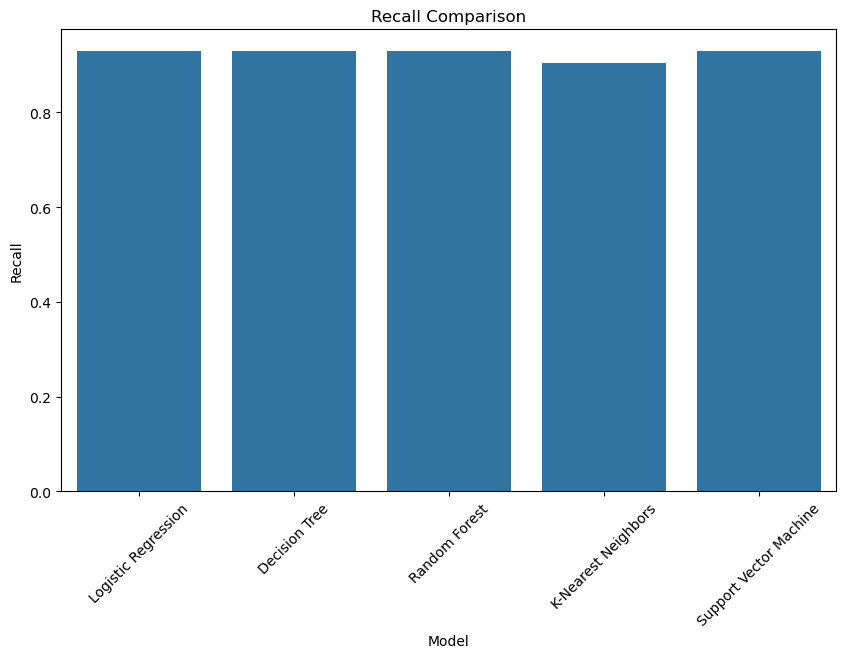 Recall Comparison
Recall
0.8
0.6
0.4
0.2
0.0
Logistic Regression
Decision Tree
Random Forest
K-Nearest Neighbors
Support Vector Machine
Model